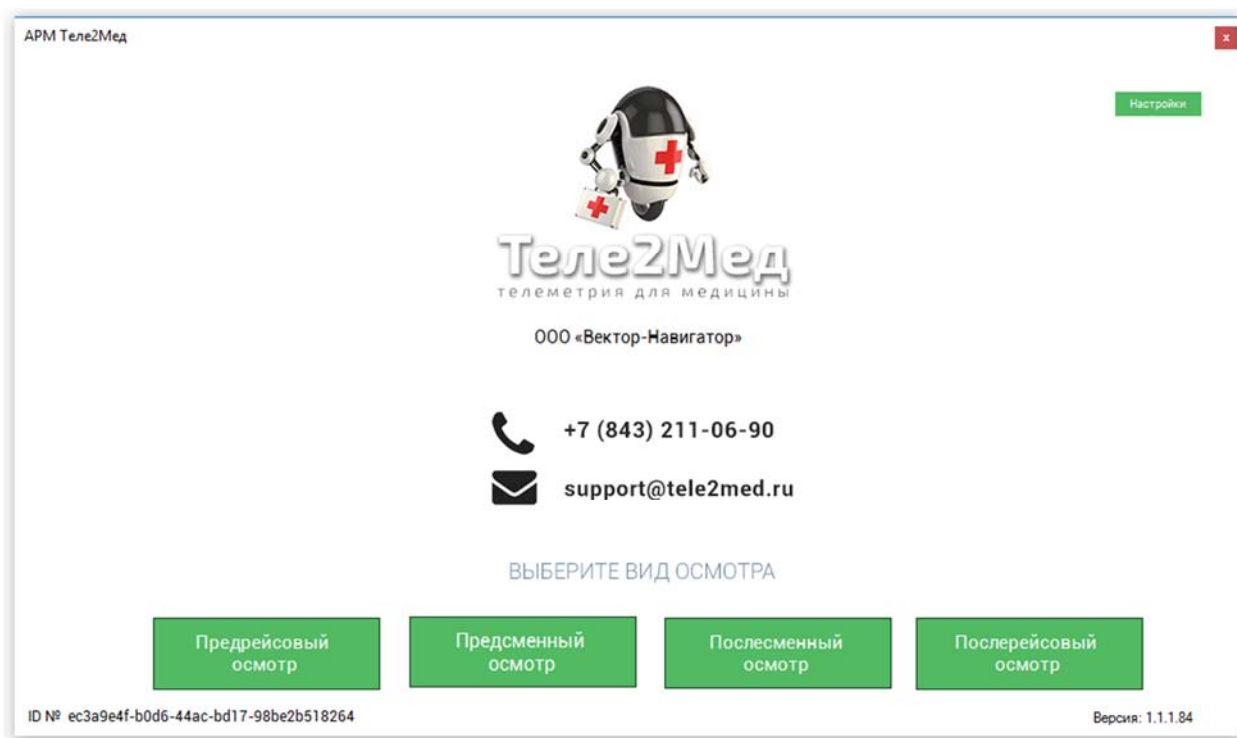 АРМ Теле2Мед
x
Настройки
Теле2Мед
телеметрия для медицины
ООО «Вектор-Навигатор»
+7 (843) 211-06-90
support@tele2med.ru
ВЫБЕРИТЕ ВИД ОСМОТРА
Предрейсовый
осмотр
Предсменный
осмотр
Послесменный
осмотр
Послерейсовый
осмотр
ID № ec3a9e4f-b0d6-44ac-bd17-98be2b518264
Версия: 1.1.1.84